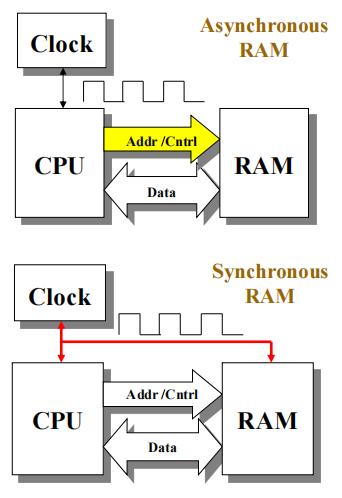 Clock
Asynchronous
RAM
CPU
Addr /Cntrl
RAM
Data
Clock
Synchronous
RAM
CPU
Addr /Cntrl
RAM
Data